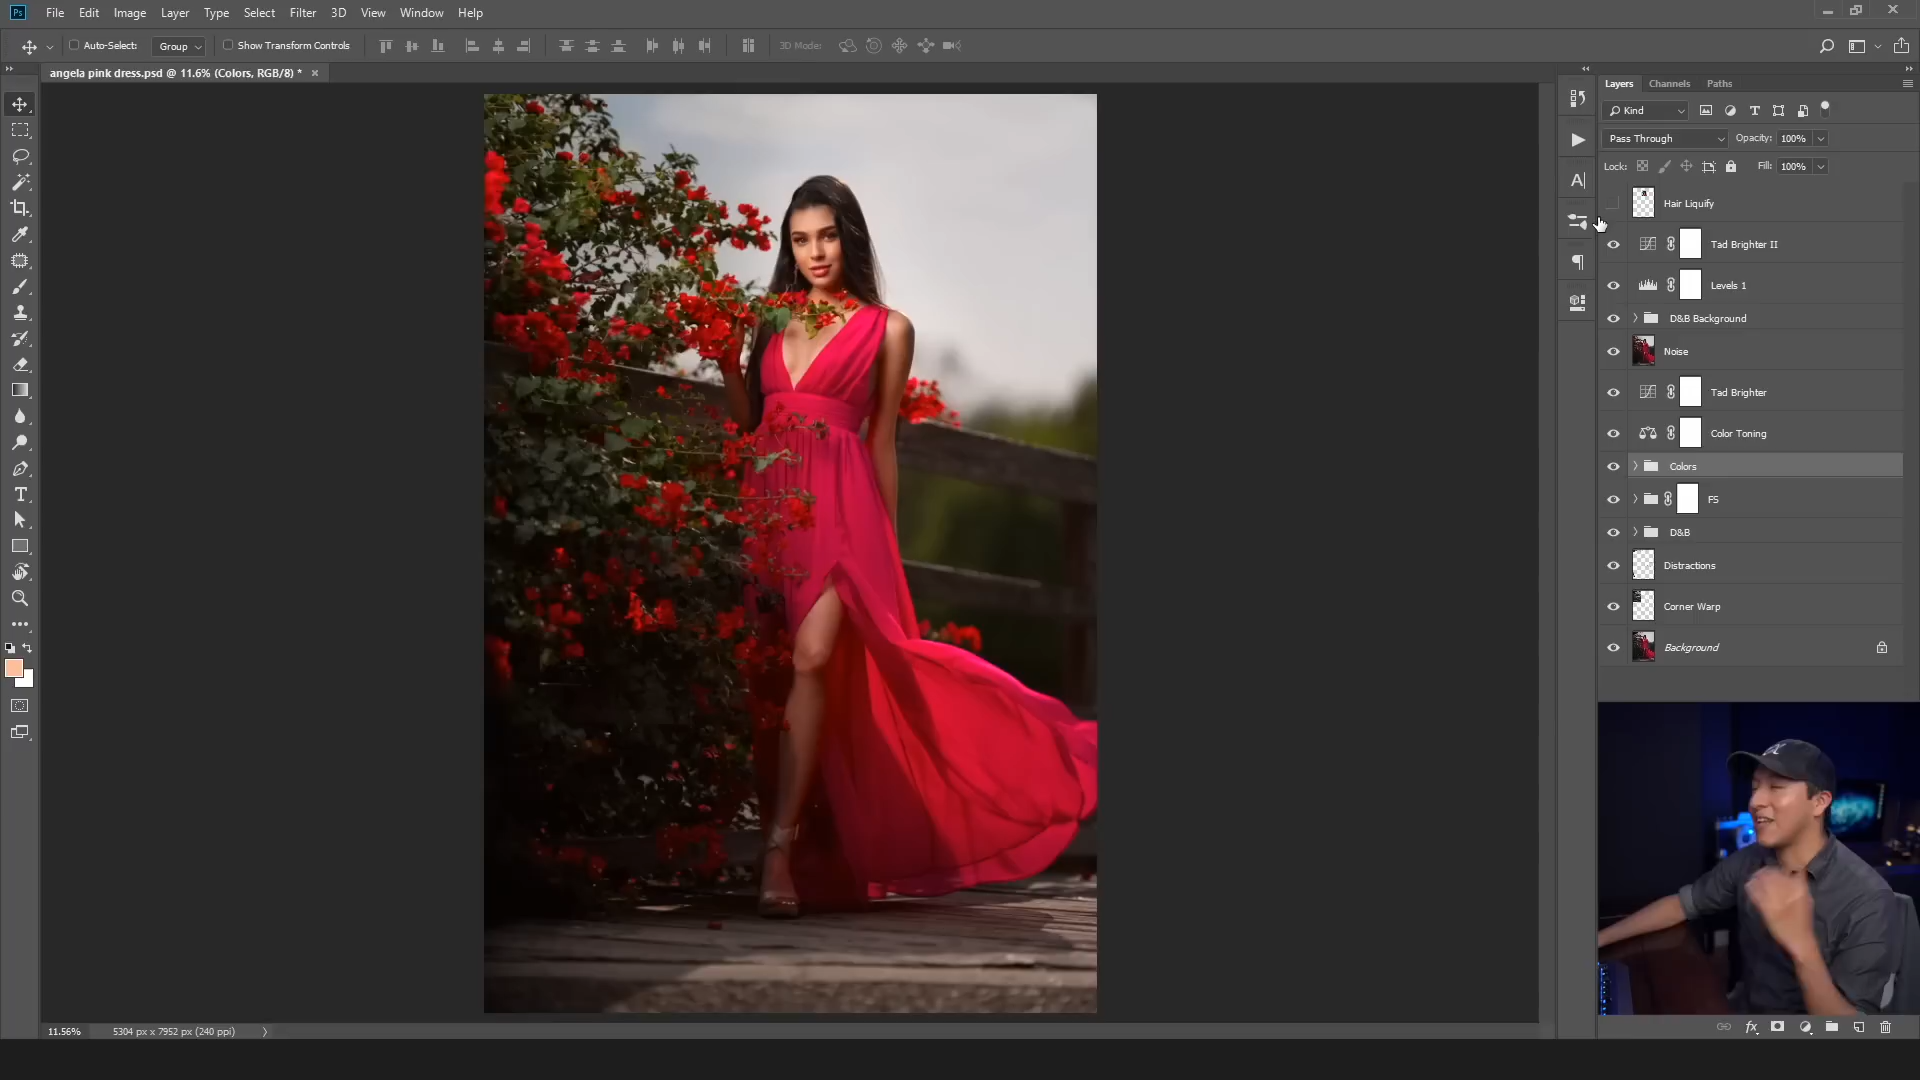 Ps File Edit Image Layer Type Select Filter 3D View Window Help
Auto-Select: Group Show Transform Controls 3D Mode:
angela pink dress.psd @ 11.6% (Colors, RGB/8) * ×
Layers Channels Paths
Kind
Pass Through Opacity: 100%
Lock: Fill: 100%
Hair Liquify
Tad Brighter II
Levels 1
D&B Background
Noise
Tad Brighter
Color Toning
Colors
FS
D&B
Distractions
Corner Warp
Background
11.56% 5304 px x 7952 px (240 ppi)